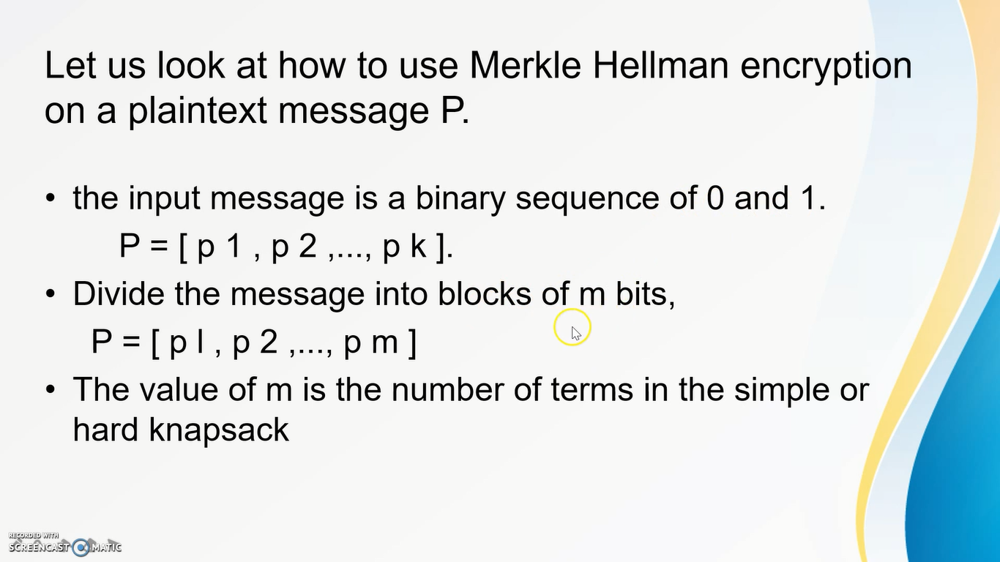 Let us look at how to use Merkle Hellman encryption
on a plaintext message P.
• the input message is a binary sequence of 0 and 1.
P = [ p 1 , p 2 ,..., p k ].
• Divide the message into blocks of m bits,
P = [ p l , p 2 ,..., p m ]
• The value of m is the number of terms in the simple or
hard knapsack
RECORDED WITH
SCREENCAST MATIC